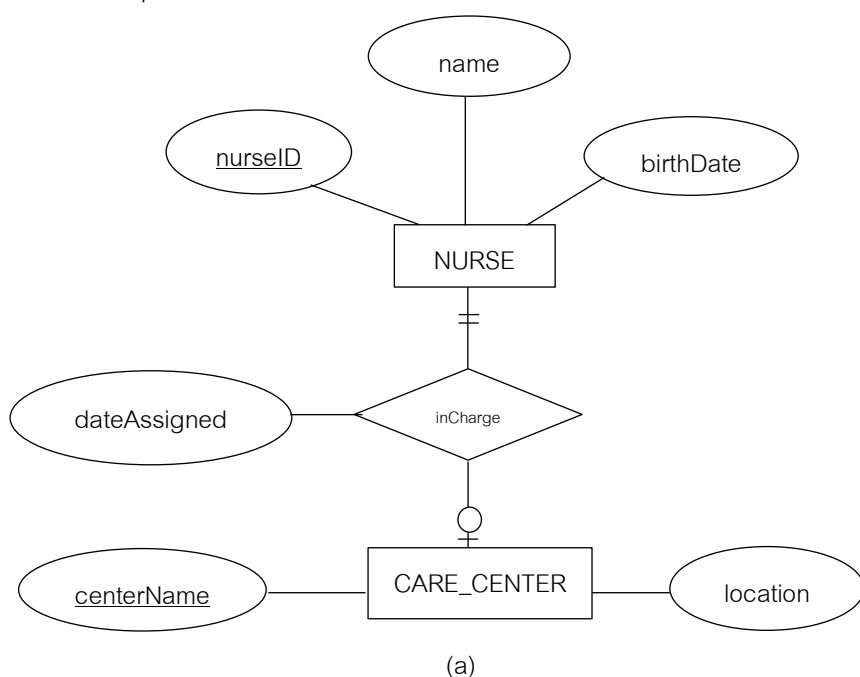 name
nurseID
birthDate
NURSE
dateAssigned
inCharge
centerName
CARE_CENTER
location
(a)